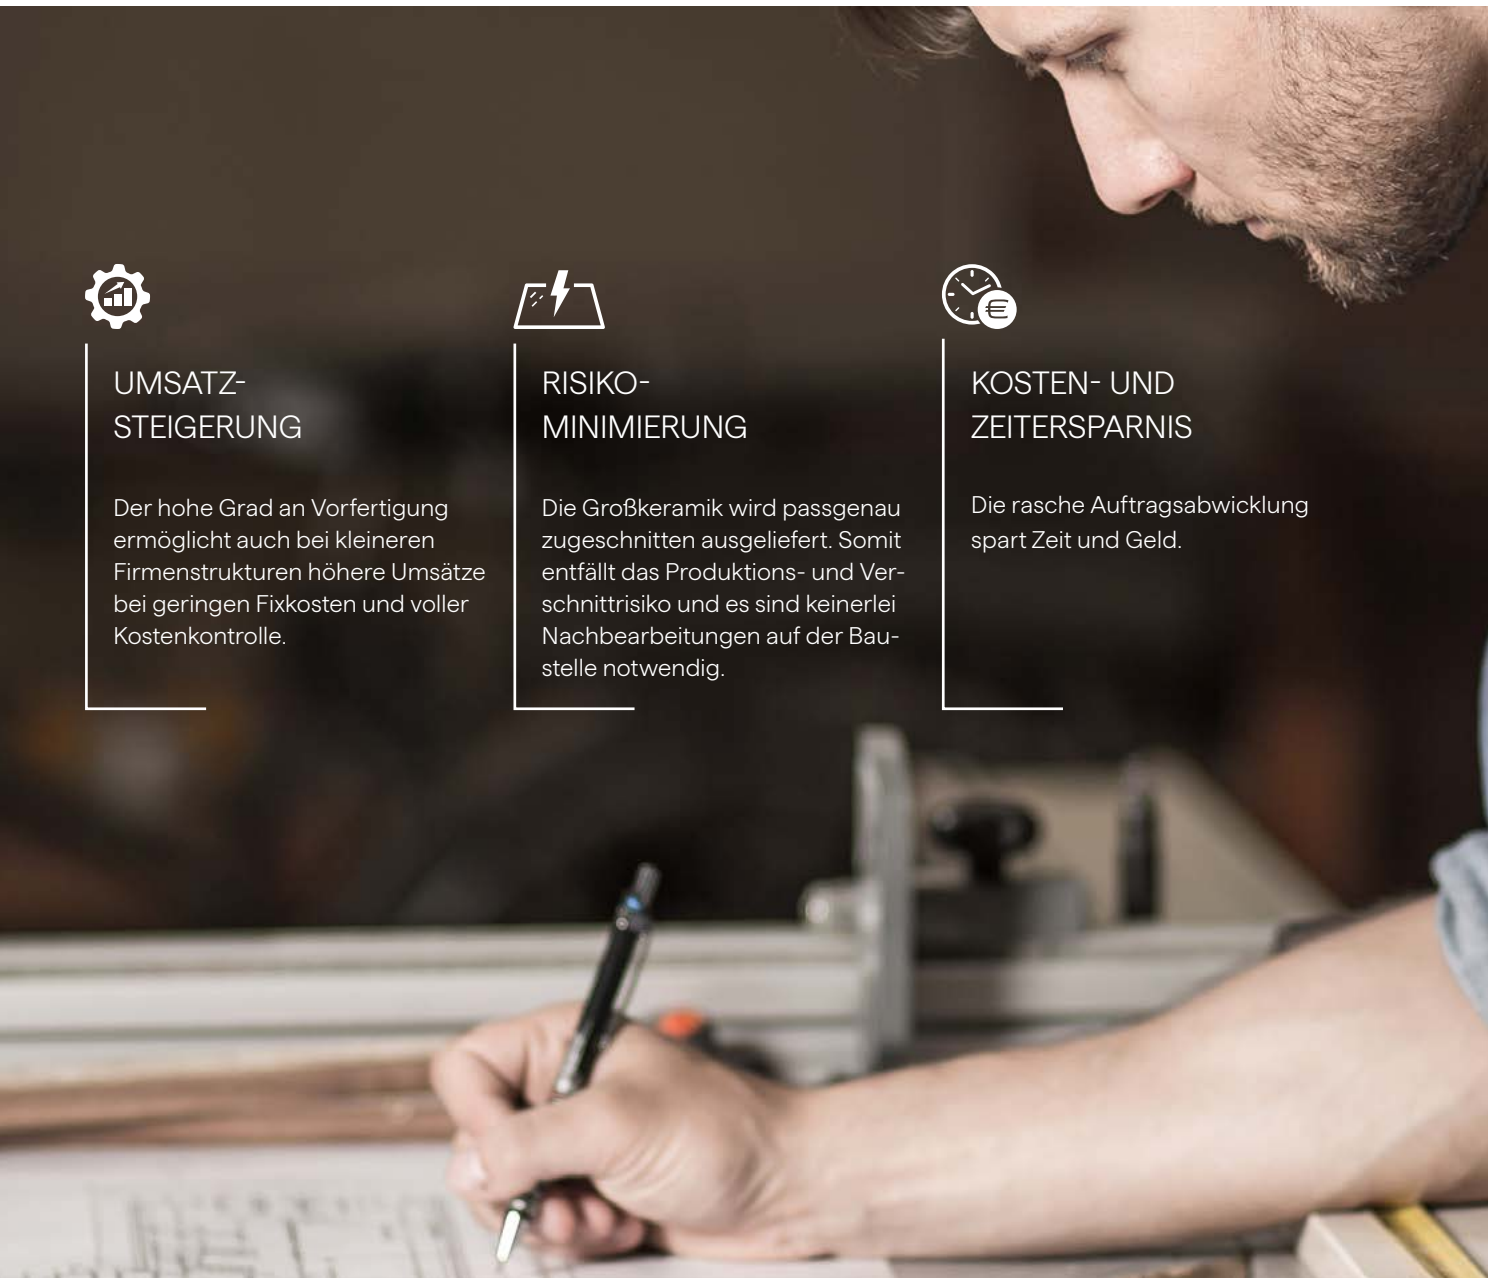 UMSATZ-
STEIGERUNG
Der hohe Grad an Vorfertigung
ermöglicht auch bei kleineren
Firmenstrukturen höhere Umsätze
bei geringen Fixkosten und voller
Kostenkontrolle.
RISIKO-
MINIMIERUNG
Die Großkeramik wird passgenau
zugeschnitten ausgeliefert. Somit
entfällt das Produktions- und Ver-
schnittrisiko und es sind keinerlei
Nachbearbeitungen auf der Bau-
stelle notwendig.
KOSTEN- UND
ZEITERSPARNIS
Die rasche Auftragsabwicklung
spart Zeit und Geld.